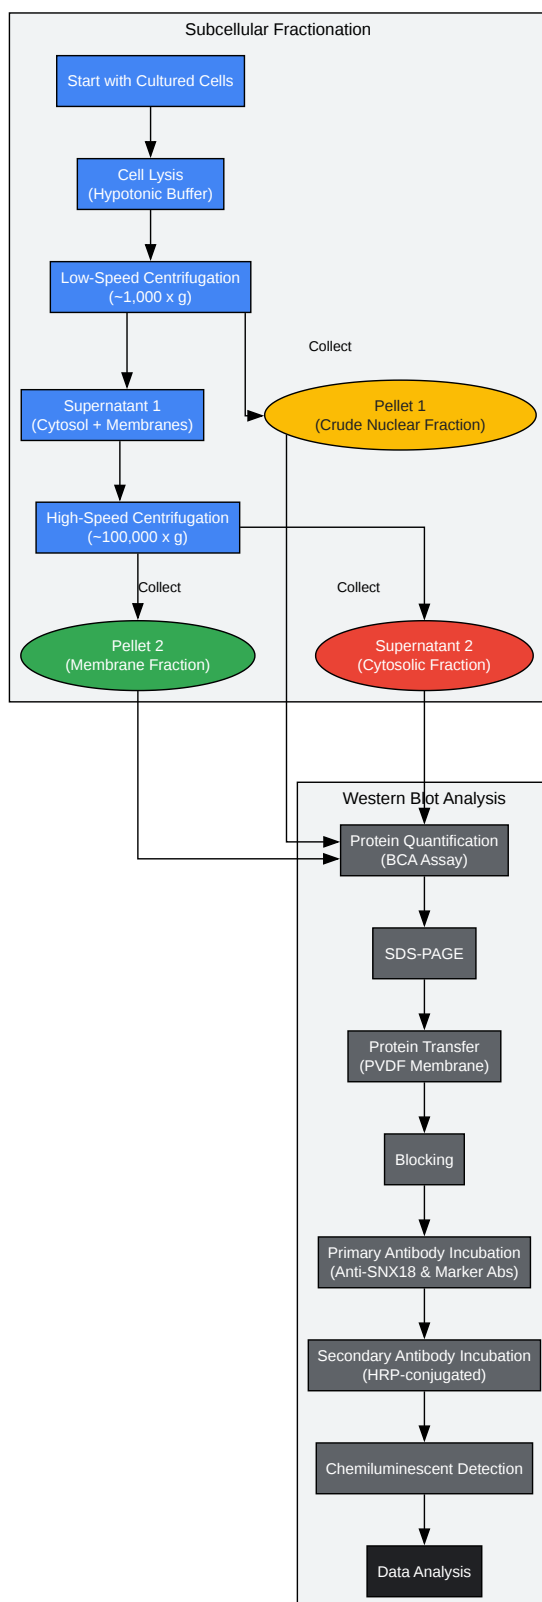 Subcellular Fractionation
Start with Cultured Cells
Cell Lysis
(Hypotonic Buffer)
Low-Speed Centrifugation
(~1,000 x g)
Collect
Supernatant 1
(Cytosol + Membranes)
Pellet 1
(Crude Nuclear Fraction)
High-Speed Centrifugation
(~100,000 x g)
Collect
Collect
Pellet 2
(Membrane Fraction)
Supernatant 2
(Cytosolic Fraction)
Western Blot Analysis
Protein Quantification
(BCA Assay)
SDS-PAGE
Protein Transfer
(PVDF Membrane)
Blocking
Primary Antibody Incubation
(Anti-SNX18 & Marker Abs)
Secondary Antibody Incubation
(HRP-conjugated)
Chemiluminescent Detection
Data Analysis